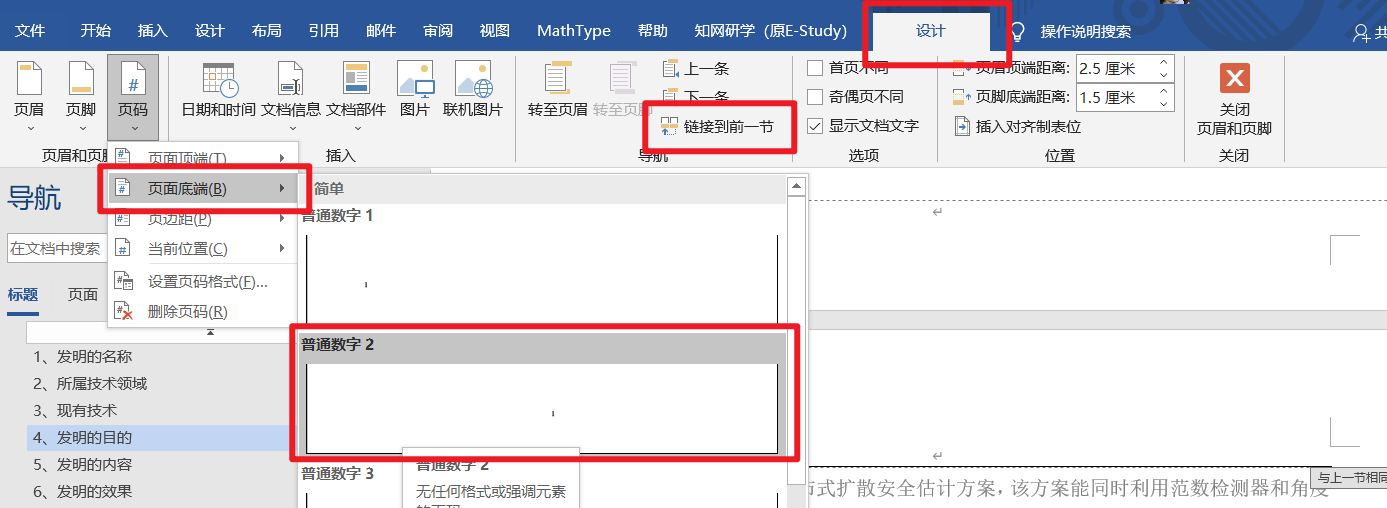 文件 开始 插入 设计 布局 引用 邮件 审阅 视图 MathType 帮助 知网研学（原E-Study） 设计 操作说明搜索 共
页眉 页脚 页码 日期和时间 文档信息 文档部件 图片 联机图片 转至页眉 转至页脚
上一条
下一条
链接到前一节
首页不同
奇偶页不同
显示文档文字
页眉顶端距离: 2.5 厘米
页脚底端距离: 1.5 厘米
插入对齐制表位
关闭
页眉和页脚
页眉和页脚 插入 导航 选项 位置 关闭
页面顶端(T)
页面底端(B)
页边距(P)
当前位置(C)
设置页码格式(F)...
删除页码(R)
导航
在文档中搜索
标题 页面
1、发明的名称
2、所属技术领域
3、现有技术
4、发明的目的
5、发明的内容
6、发明的效果
简单
普通数字 1
普通数字 2
普通数字 3
普通数字 2
无任何格式或强调元素
的页码
与上一节相同
布式扩散安全估计方案，该方案能同时利用范数检测器和角度